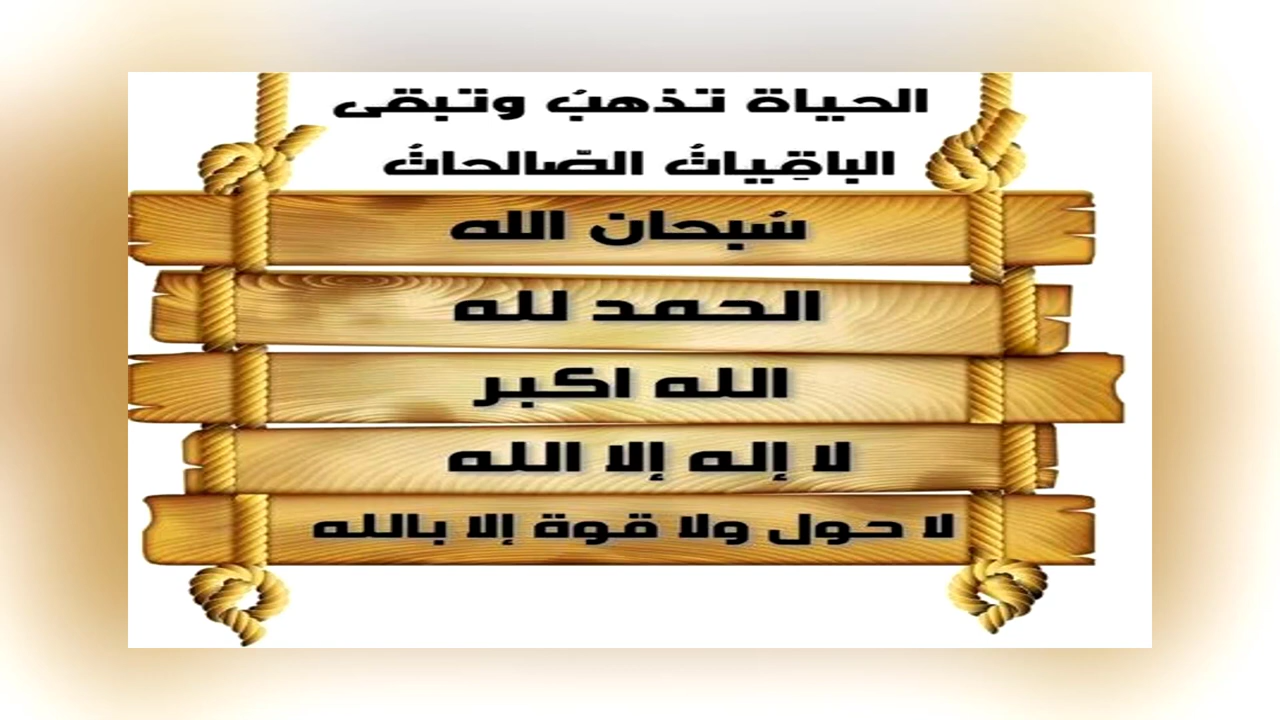 الحياة تذهبُ وتبقى
الباقِياتُ الصّالحاتُ
سُبحان الله
الحمد لله
الله اكبر
لا إله إلا الله
لا حول ولا قوة إلا بالله